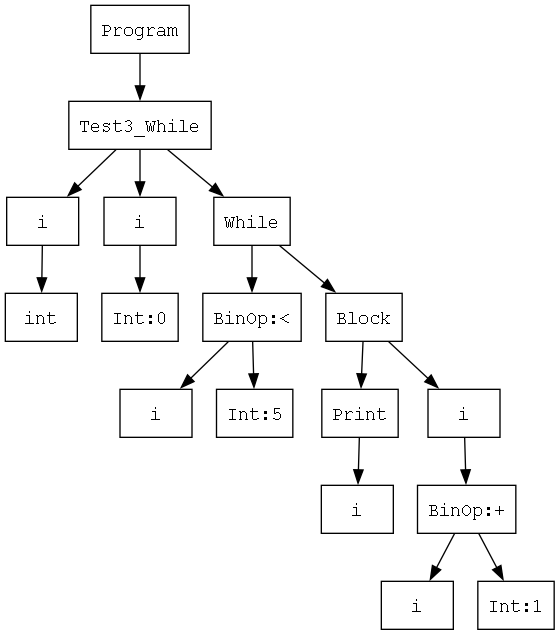 Program
Test3_While
i
i
While
int
Int:0
BinOp:<
Block
i
Int:5
Print
i
i
BinOp:+
i
Int:1